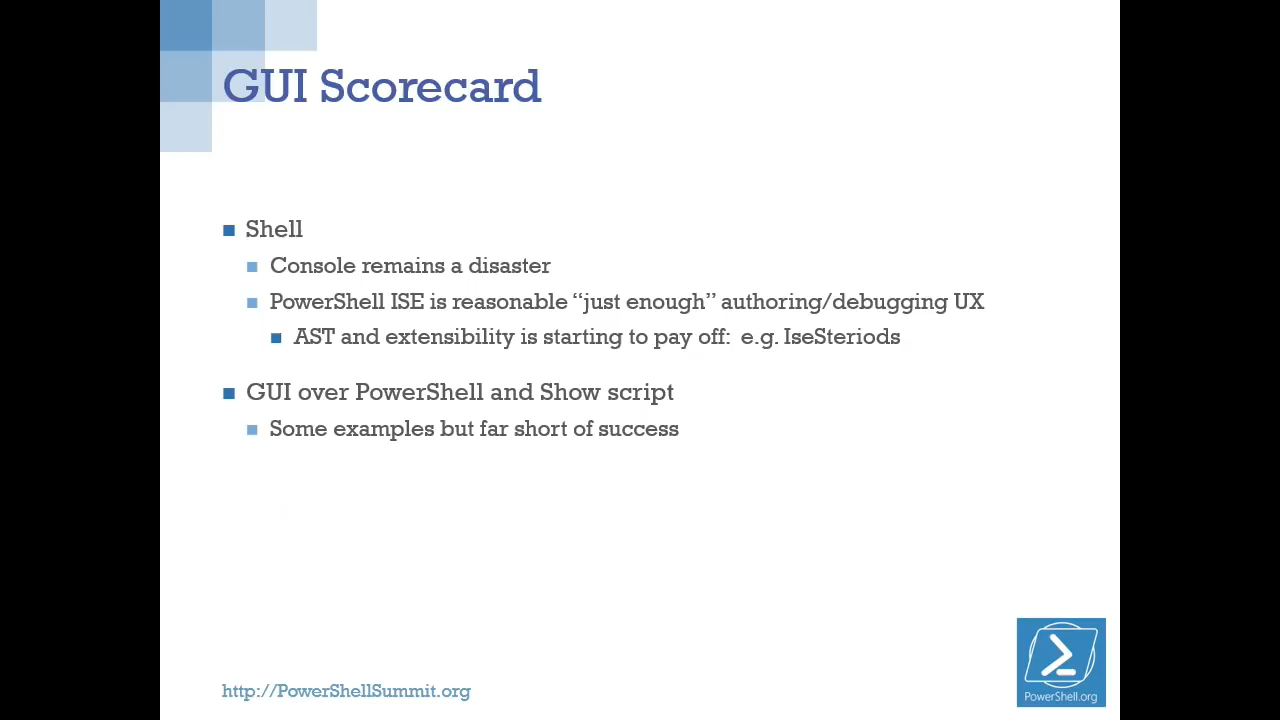 GUI Scorecard
Shell
Console remains a disaster
PowerShell ISE is reasonable “just enough” authoring/debugging UX
AST and extensibility is starting to pay off:  e.g. IseSteriods
GUI over PowerShell and Show script
Some examples but far short of success
http://PowerShellSummit.org
PowerShell.org